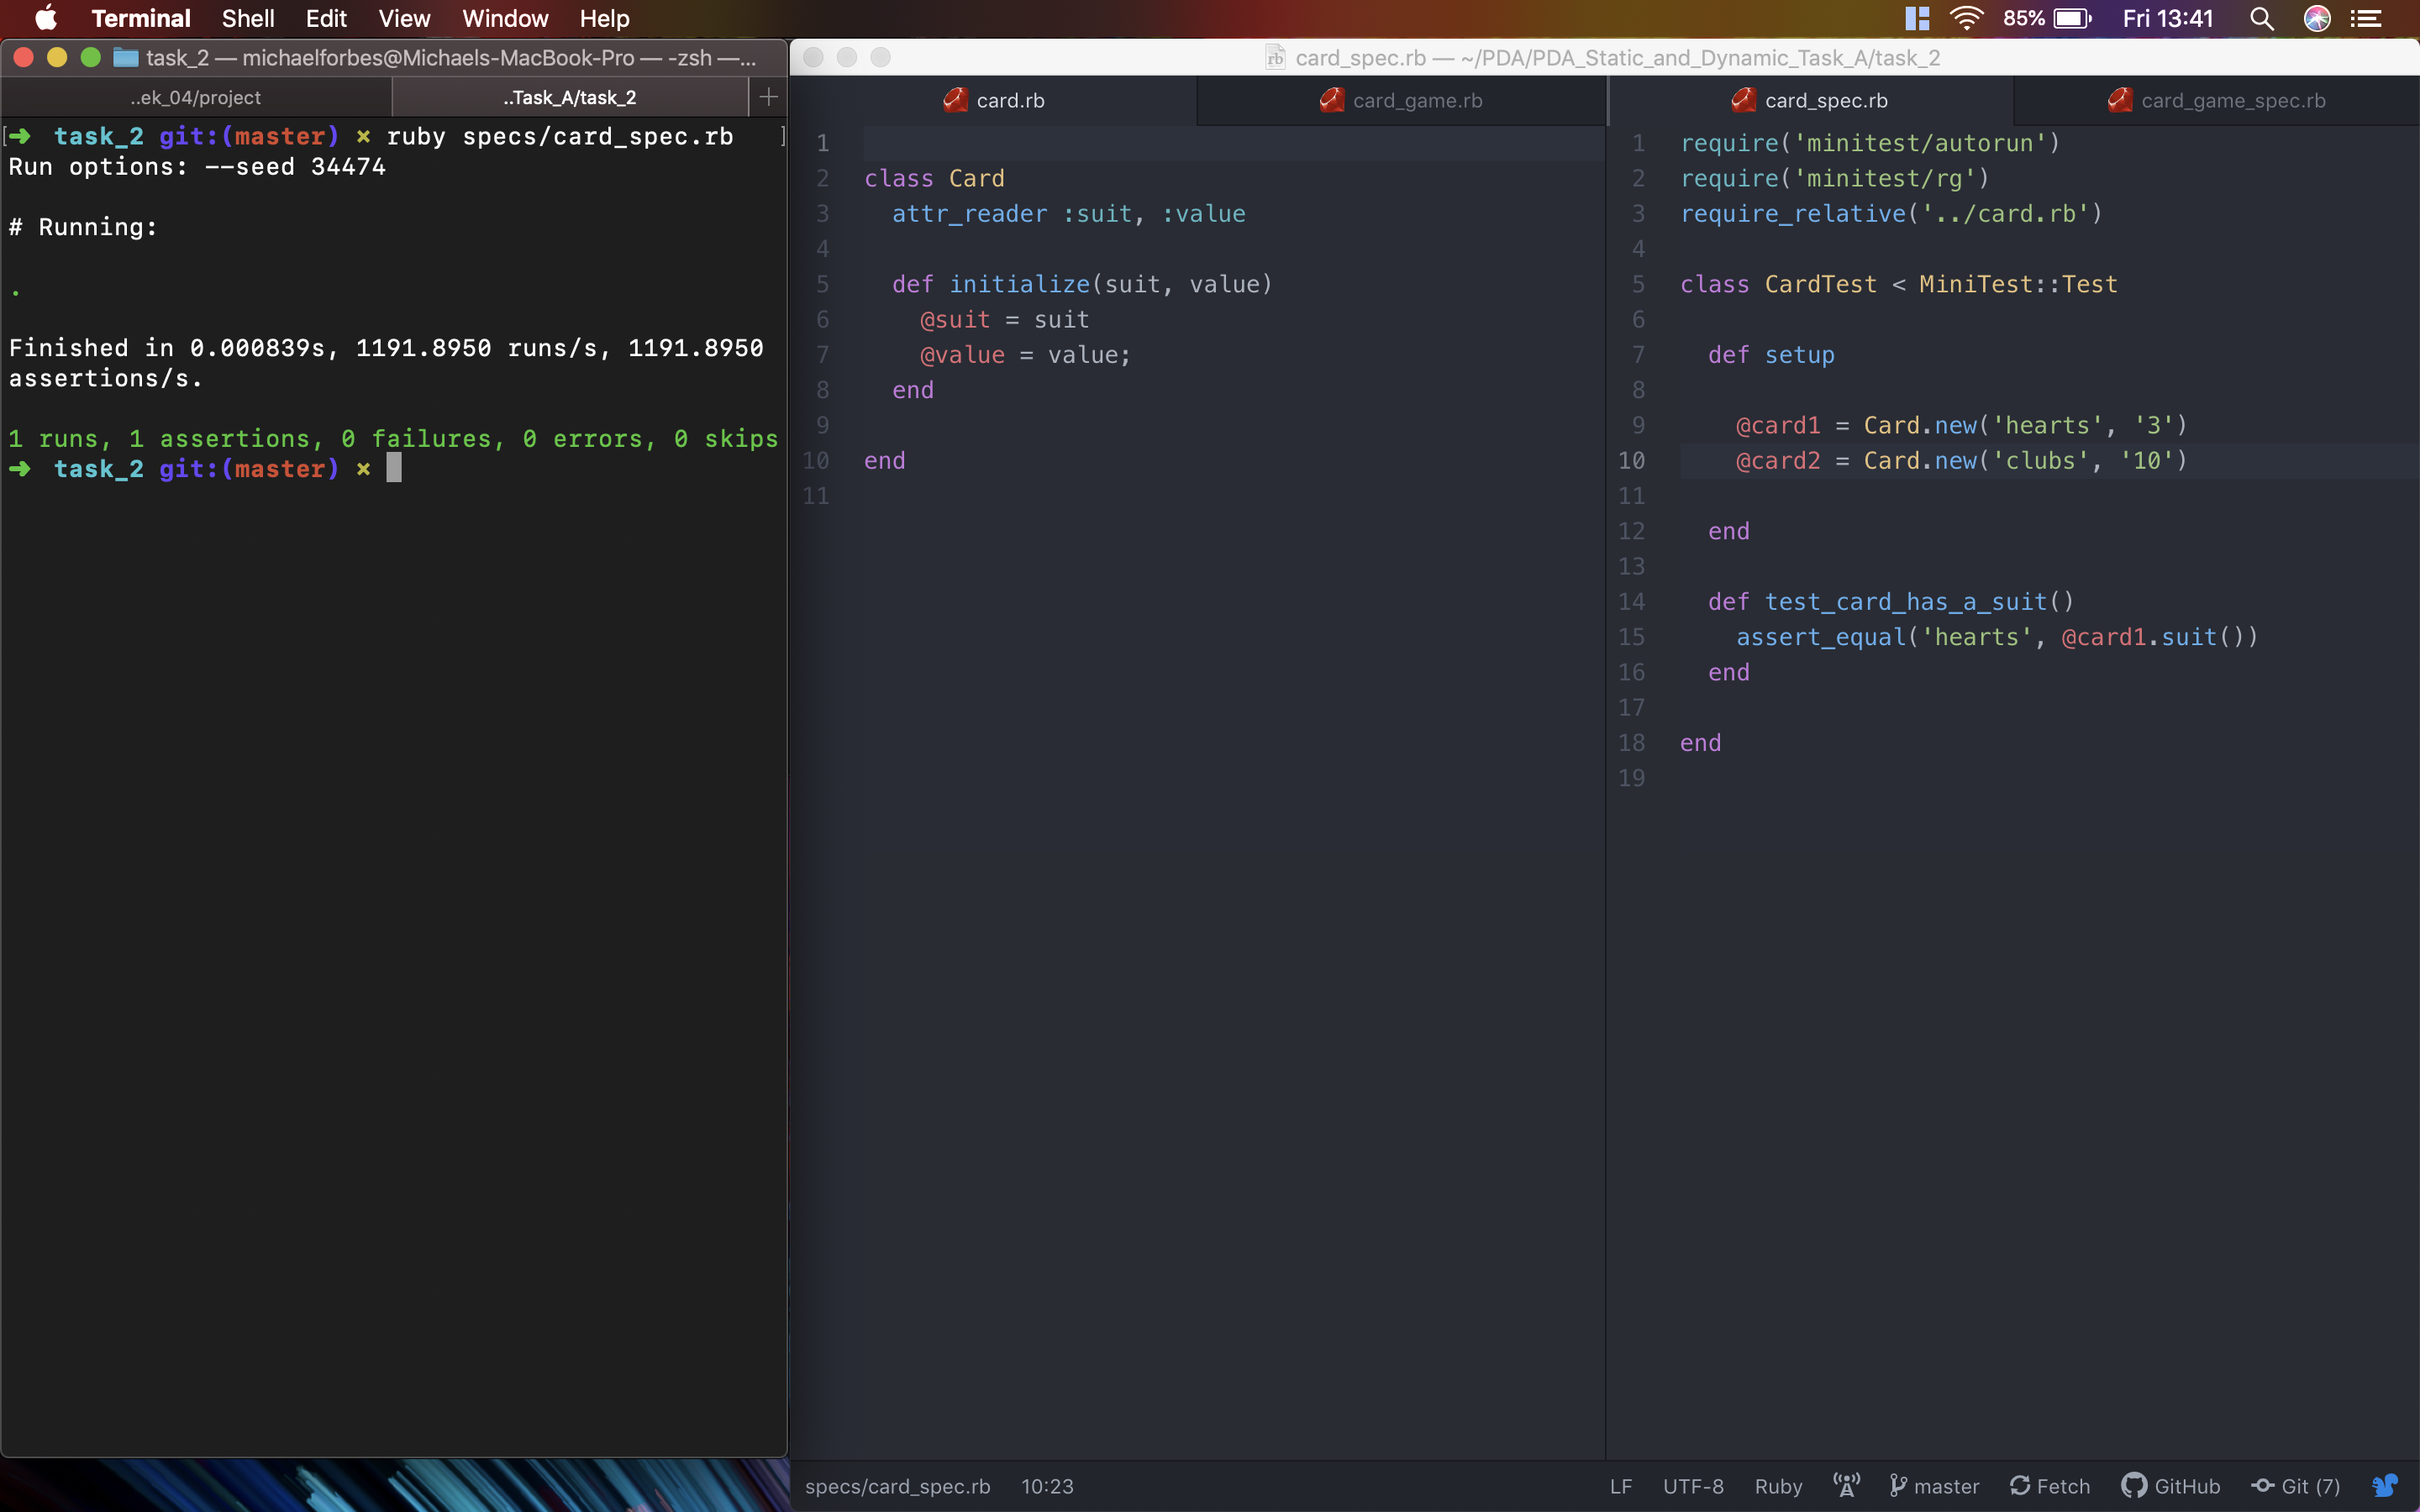 Terminal Shell Edit View Window Help 85% Fri 13:41
task_2 — michaelforbes@Michaels-MacBook-Pro — -zsh —...
..ek_04/project ..Task_A/task_2 +
[➜ task_2 git:(master) × ruby specs/card_spec.rb ]
Run options: --seed 34474
# Running:
.
Finished in 0.000839s, 1191.8950 runs/s, 1191.8950
assertions/s.
1 runs, 1 assertions, 0 failures, 0 errors, 0 skips
➜ task_2 git:(master) ×
card_spec.rb — ~/PDA/PDA_Static_and_Dynamic_Task_A/task_2
card.rb card_game.rb
1
2 class Card
3   attr_reader :suit, :value
4
5   def initialize(suit, value)
6     @suit = suit
7     @value = value;
8   end
9
10 end
11
card_spec.rb card_game_spec.rb
1 require('minitest/autorun')
2 require('minitest/rg')
3 require_relative('../card.rb')
4
5 class CardTest < MiniTest::Test
6
7   def setup
8
9     @card1 = Card.new('hearts', '3')
10     @card2 = Card.new('clubs', '10')
11
12   end
13
14   def test_card_has_a_suit()
15     assert_equal('hearts', @card1.suit())
16   end
17
18 end
19
specs/card_spec.rb 10:23 LF UTF-8 Ruby master Fetch GitHub Git (7)